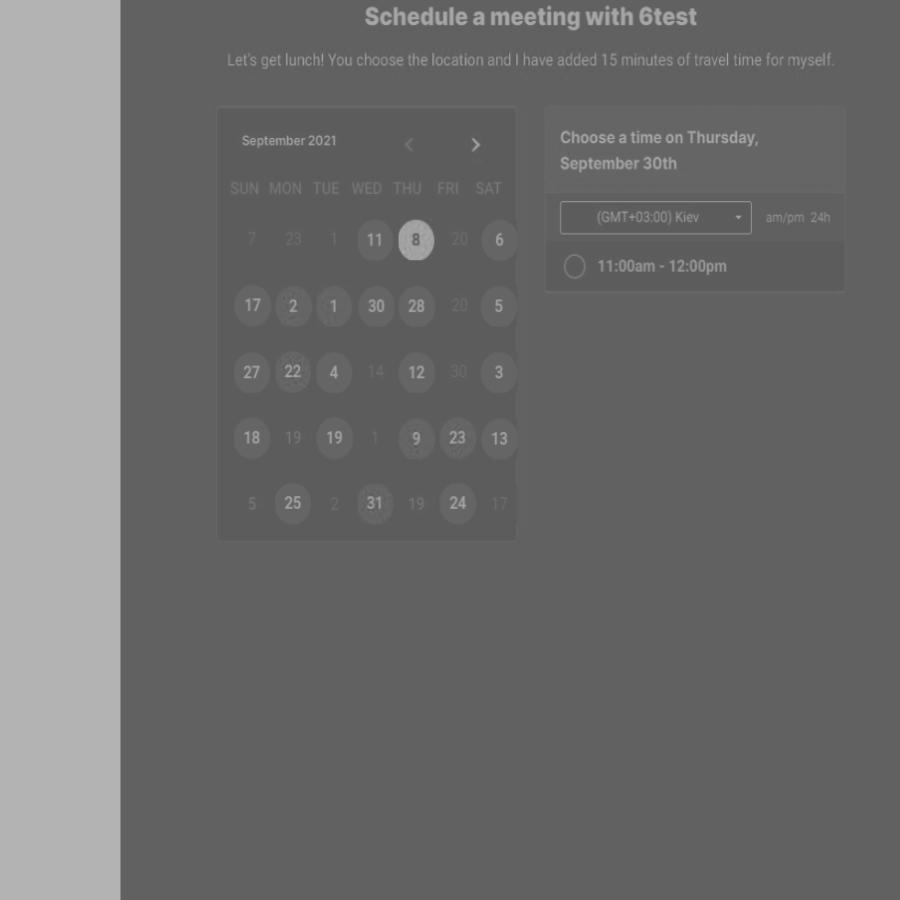 Schedule a meeting with 6test
Let's get lunch! You choose the location and I have added 15 minutes of travel time for myself.
September 2021
SUN MON TUE WED THU FRI SAT
7 23 1 11 8 20 6
17 2 1 30 28 20 5
27 22 4 14 12 30 3
18 19 19 1 9 23 13
5 25 2 31 19 24 17
Choose a time on Thursday,
September 30th
(GMT+03:00) Kiev am/pm 24h
11:00am - 12:00pm